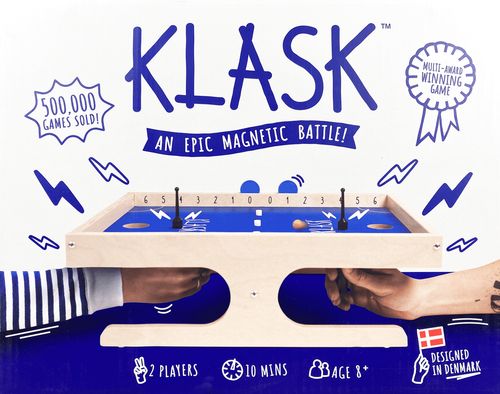 KLASK™
AN EPIC MAGNETIC BATTLE!
500,000
GAMES SOLD!
MULTI-AWARD
WINNING
GAME
6 5 4 3 2 1 0 0 1 2 3 4 5 6
KLASK
2 PLAYERS
10 MINS
AGE 8+
DESIGNED
IN DENMARK